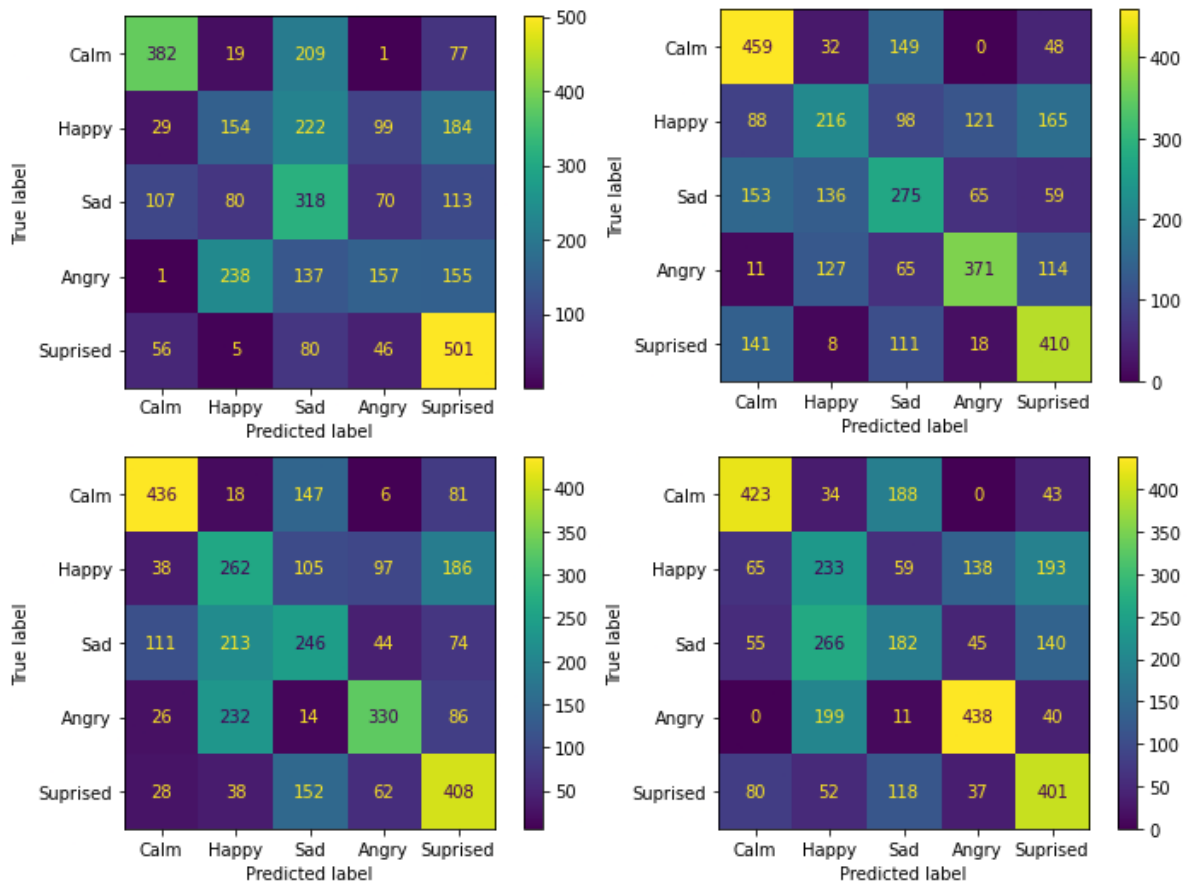 Calm 382 19 209 1 77
Happy 29 154 222 99 184
Sad 107 80 318 70 113
Angry 1 238 137 157 155
Suprised 56 5 80 46 501
Calm Happy Sad Angry Suprised
Predicted label
True label
500
400
300
200
100
Calm 459 32 149 0 48
Happy 88 216 98 121 165
Sad 153 136 275 65 59
Angry 11 127 65 371 114
Suprised 141 8 111 18 410
Calm Happy Sad Angry Suprised
Predicted label
True label
400
300
200
100
0
Calm 436 18 147 6 81
Happy 38 262 105 97 186
Sad 111 213 246 44 74
Angry 26 232 14 330 86
Suprised 28 38 152 62 408
Calm Happy Sad Angry Suprised
Predicted label
True label
400
350
300
250
200
150
100
50
Calm 423 34 188 0 43
Happy 65 233 59 138 193
Sad 55 266 182 45 140
Angry 0 199 11 438 40
Suprised 80 52 118 37 401
Calm Happy Sad Angry Suprised
Predicted label
True label
400
350
300
250
200
150
100
50
0